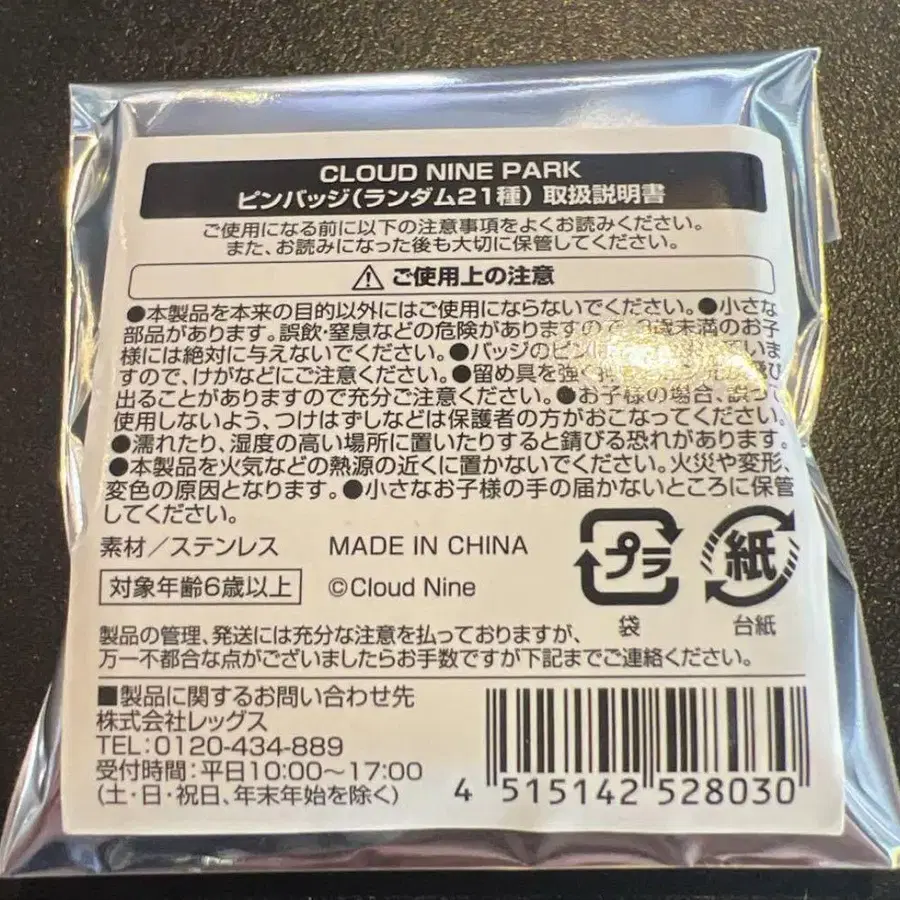 CLOUD NINE PARK
ピンバッジ(ランダム21種) 取扱説明書
ご使用になる前に以下の注意事項をよくお読みください。
また、お読みになった後も大切に保管してください。
⚠ ご使用上の注意
●本製品を本来の目的以外にはご使用にならないでください。●小さな
部品があります。誤飲・窒息などの危険がありますので、3歳未満のお子
様には絶対に与えないでください。●バッジのピンは いま
すので、けがなどにご注意ください。●留め具を強く 飛び
出ることがありますので充分ご注意ください。●お子様の場合、誤って
使用しないよう、つけはずしなどは保護者の方がおこなってください。
●濡れたり、湿度の高い場所に置いたりすると錆びる恐れがあります。
●本製品を火気などの熱源の近くに置かないでください。火災や変形、
変色の原因となります。●小さなお子様の手の届かないところに保管
してください。
素材/ステンレス MADE IN CHINA
対象年齢6歳以上 ©Cloud Nine
プラ
袋
紙
台紙
製品の管理、発送には充分な注意を払っておりますが、
万一不都合な点がございましたらお手数ですが下記までご連絡ください。
■製品に関するお問い合わせ先
株式会社レッグス
TEL:0120-434-889
受付時間:平日10:00〜17:00
(土・日・祝日、年末年始を除く)
4 515142 528030